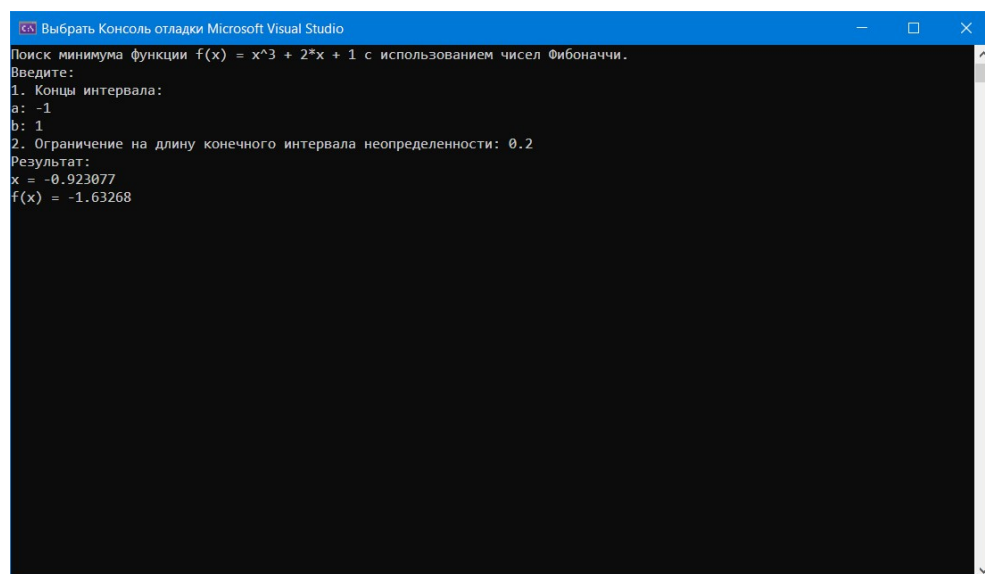 Выбрать Консоль отладки Microsoft Visual Studio
Поиск минимума функции f(x) = x^3 + 2*x + 1 с использованием чисел Фибоначчи.
Введите:
1. Концы интервала:
a: -1
b: 1
2. Ограничение на длину конечного интервала неопределенности: 0.2
Результат:
x = -0.923077
f(x) = -1.63268